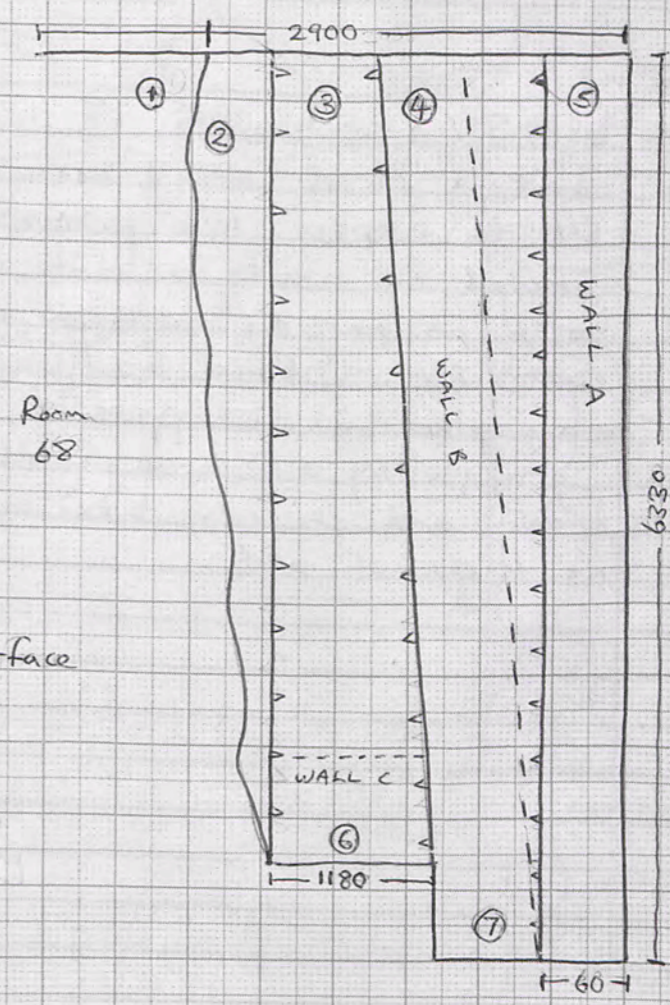 2900
①
②
③
④
⑤
WALL A
WALL B
Room
68
6330
face
WALL C
⑥
1180
⑦
60